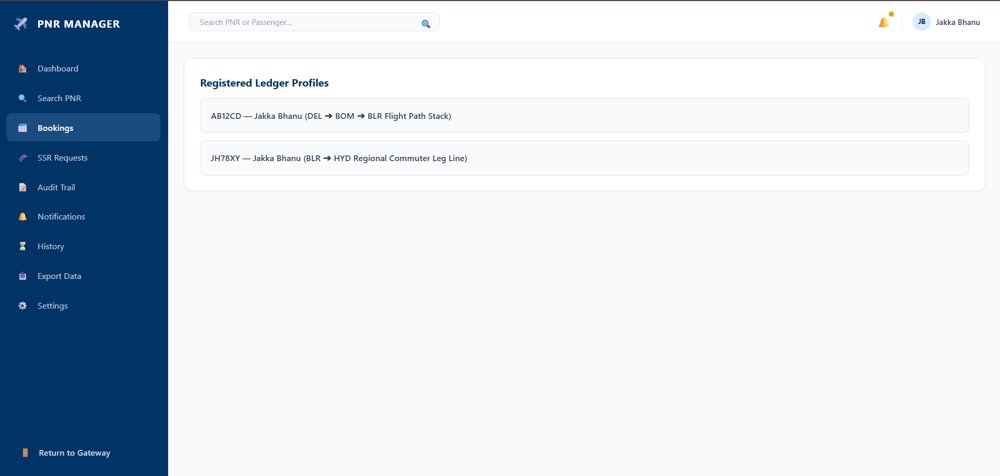 PNR MANAGER
Dashboard
Search PNR
Bookings
SSR Requests
Audit Trail
Notifications
History
Export Data
Settings
Return to Gateway
Search PNR or Passenger...
JB Jakka Bhanu
Registered Ledger Profiles
AB12CD — Jakka Bhanu (DEL ➔ BOM ➔ BLR Flight Path Stack)
JH78XY — Jakka Bhanu (BLR ➔ HYD Regional Commuter Leg Line)